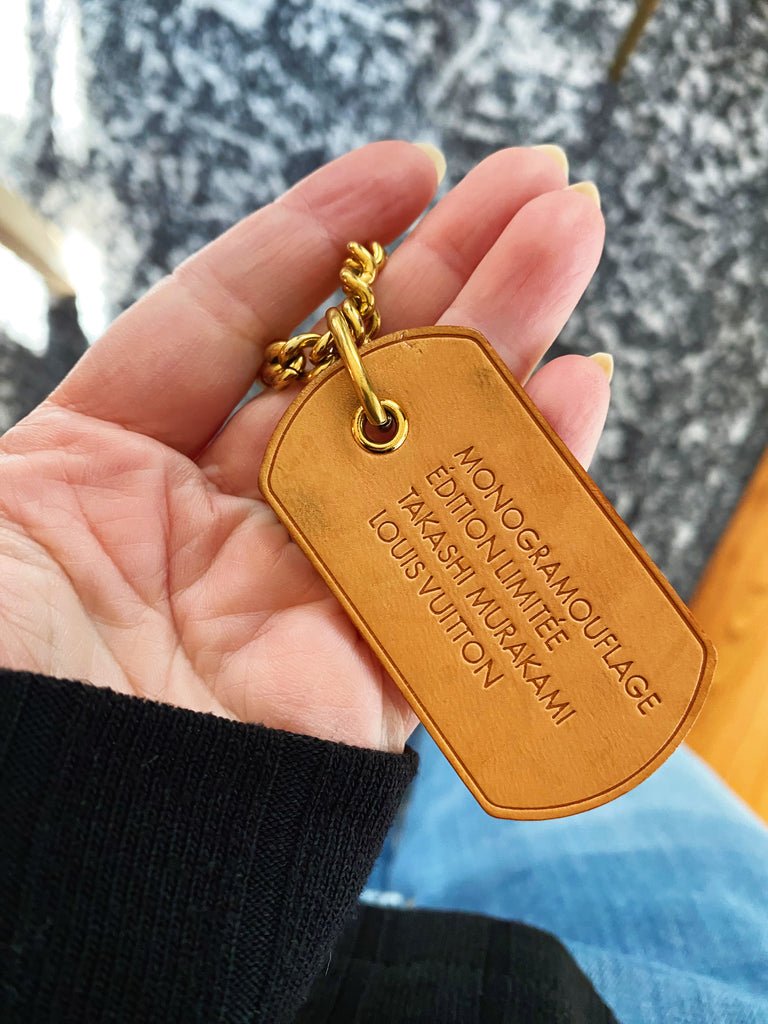 MONOGRAMOUFLAGE
ÉDITION LIMITÉE
TAKASHI MURAKAMI
LOUIS VUITTON